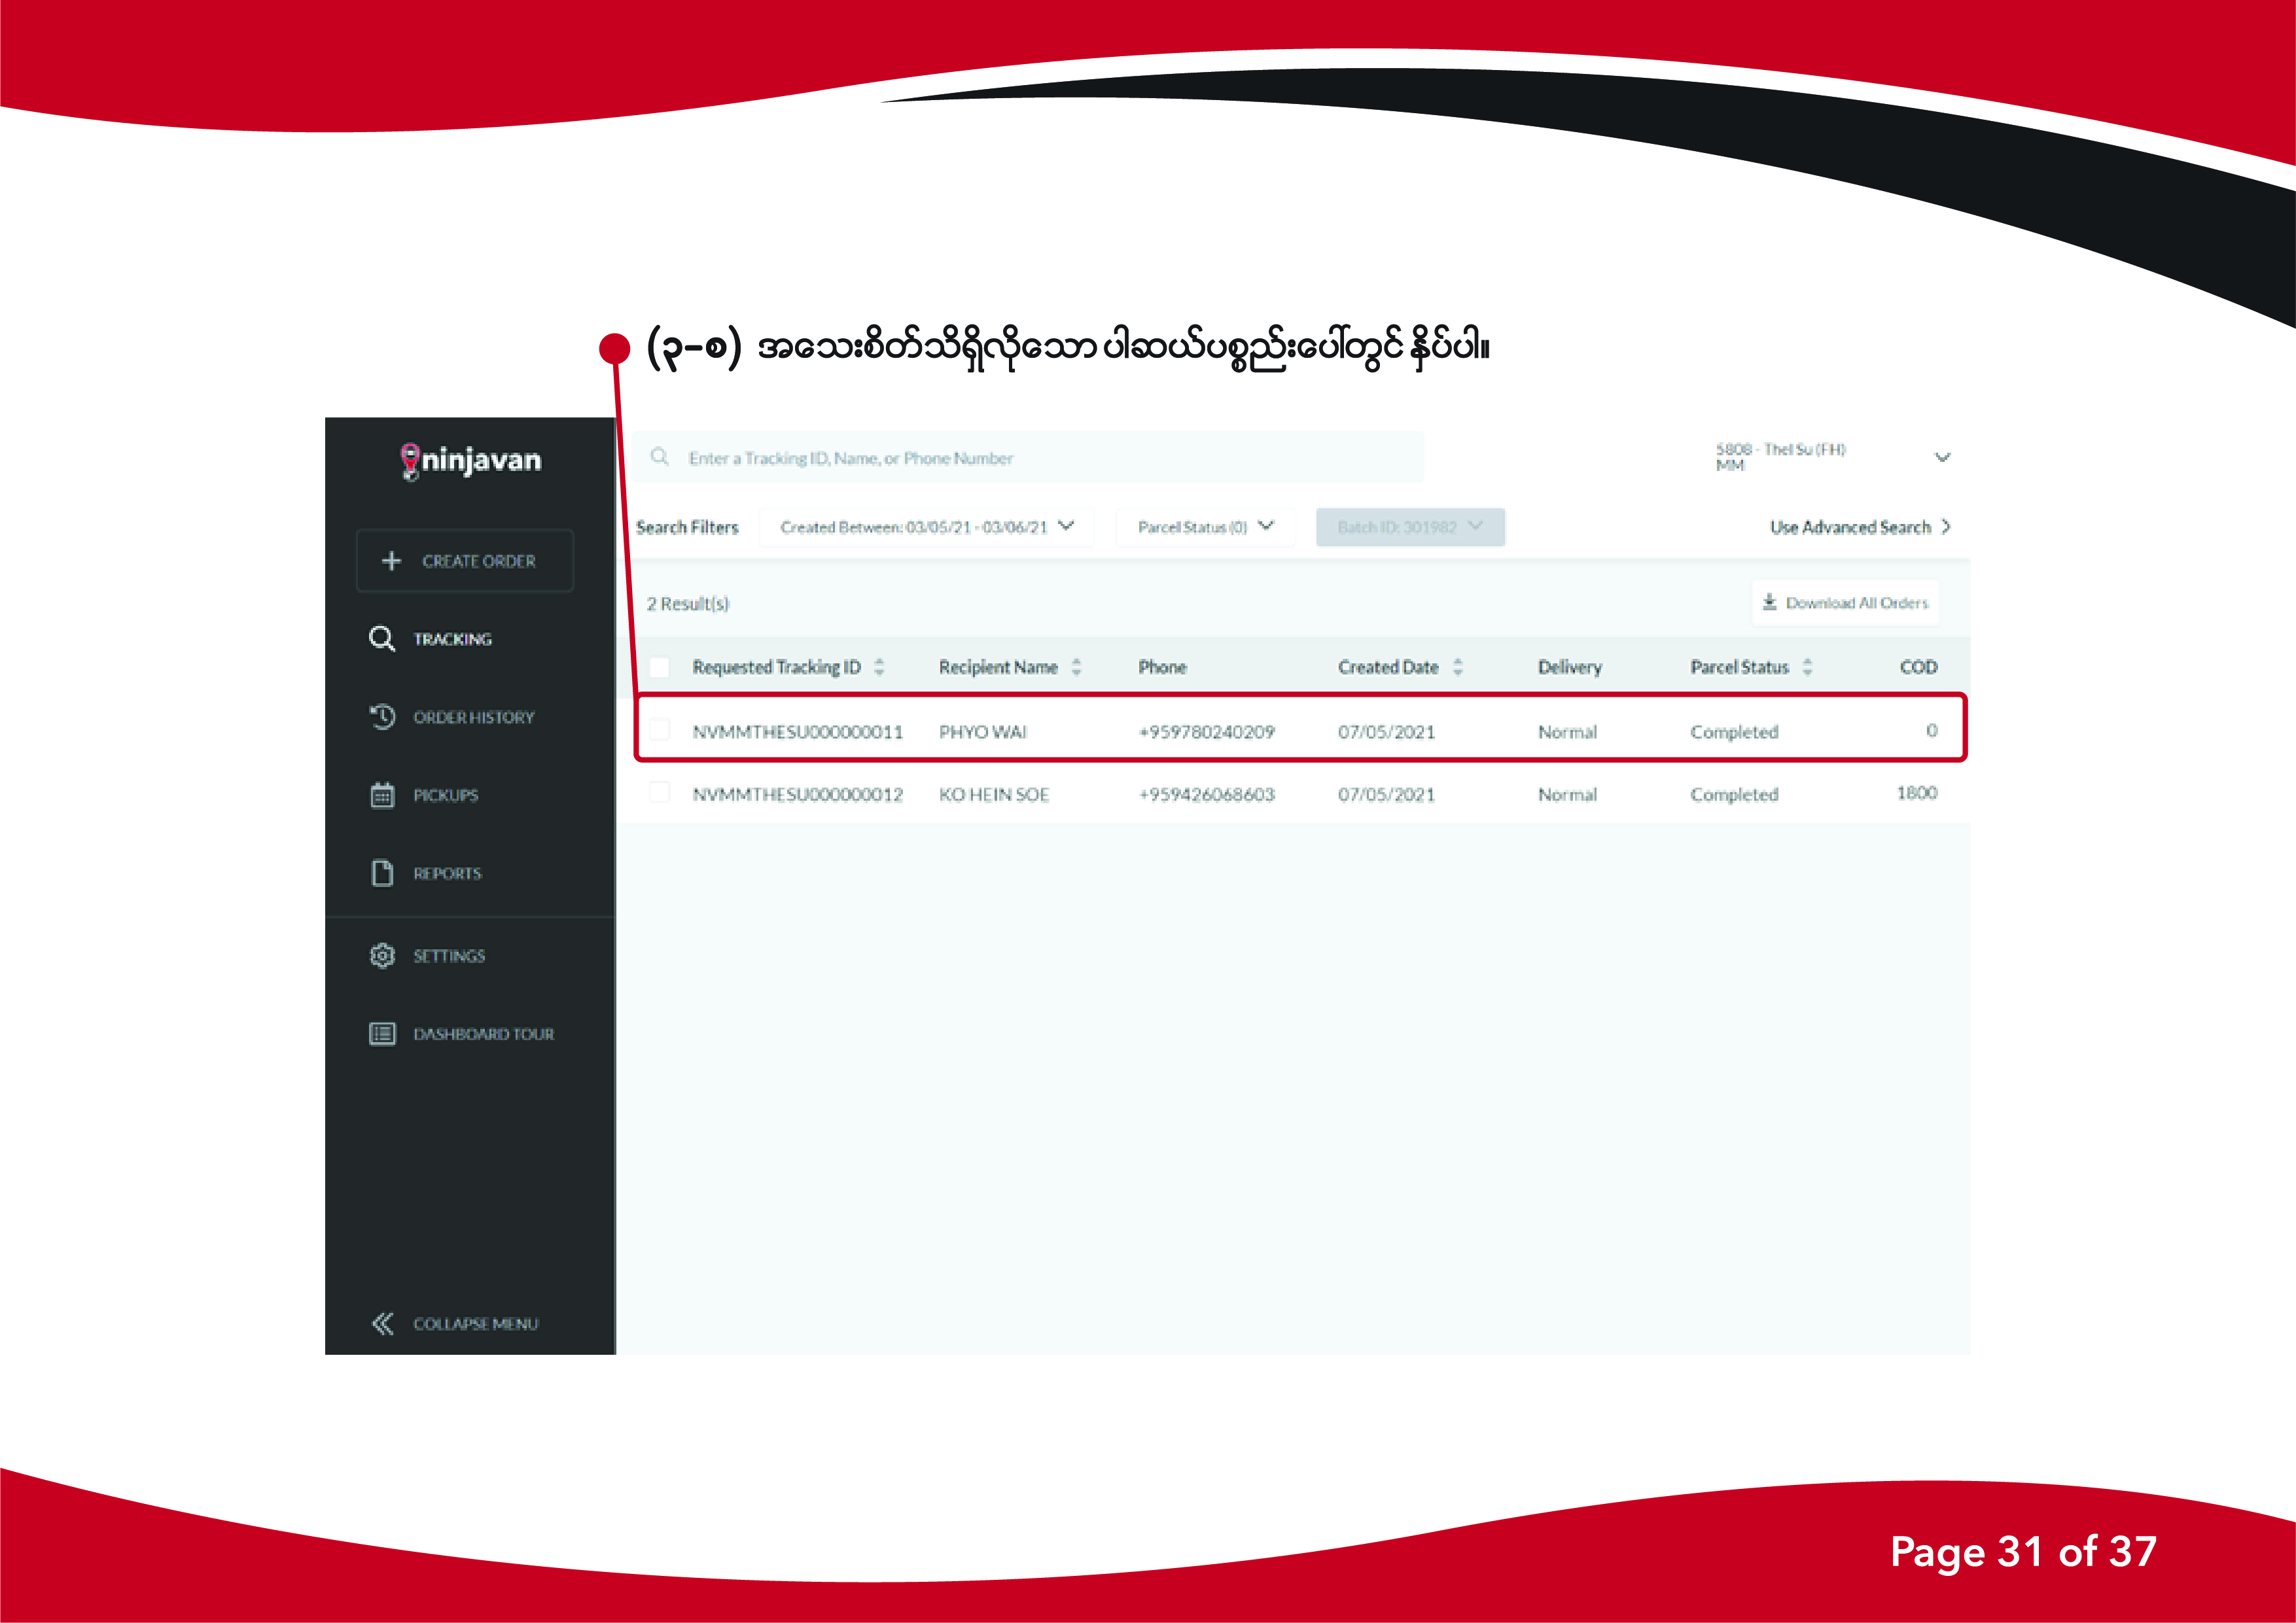 (၃-စ) အသေးစိတ်သိရှိလိုသော ပါဆယ်ပစ္စည်းပေါ်တွင် နှိပ်ပါ။
ninjavan
Enter a Tracking ID, Name, or Phone Number
5808 - Thel Su (FH)
MM
Search Filters Created Between: 03/05/21 - 03/06/21 Parcel Status (0) Batch ID: 301982 Use Advanced Search
CREATE ORDER
2 Result(s) Download All Orders
TRACKING
Requested Tracking ID Recipient Name Phone Created Date Delivery Parcel Status COD
ORDER HISTORY
NVMMTHESU000000011 PHYO WAI +959780240209 07/05/2021 Normal Completed 0
PICKUPS
NVMMTHESU000000012 KO HEIN SOE +959426068603 07/05/2021 Normal Completed 1800
REPORTS
SETTINGS
DASHBOARD TOUR
COLLAPSE MENU
Page 31 of 37